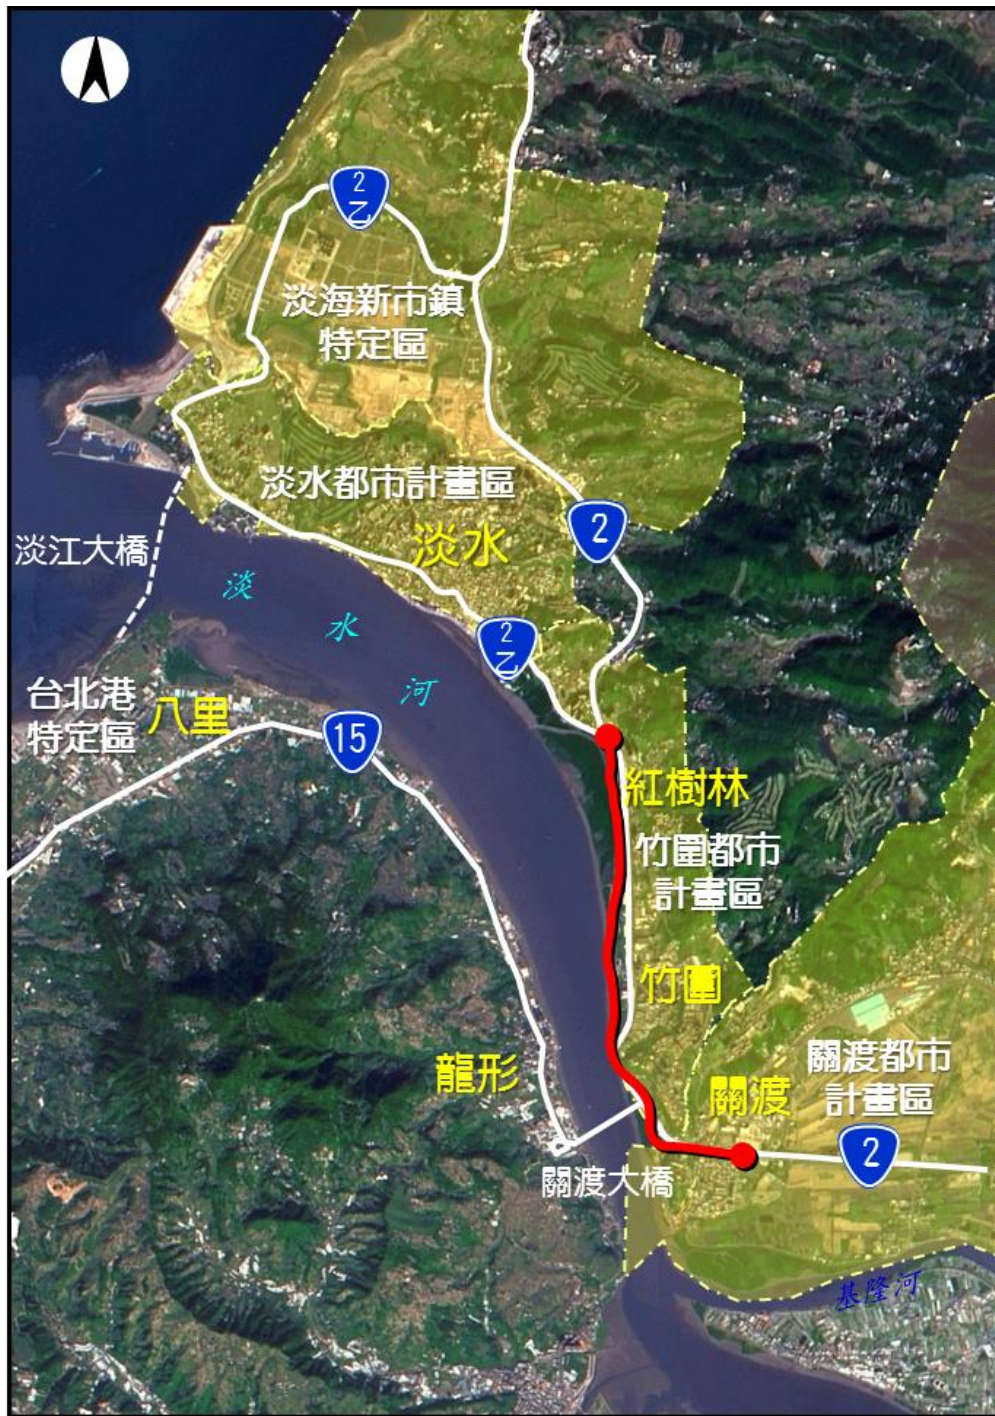 2
乙
淡海新市鎮
特定區
淡水都市計畫區
2
淡江大橋
淡水
淡
水
河
2
乙
台北港
特定區
八里
15
紅樹林
竹圍都市
計畫區
竹圍
龍形
關渡
關渡都市
計畫區
2
關渡大橋
基隆河